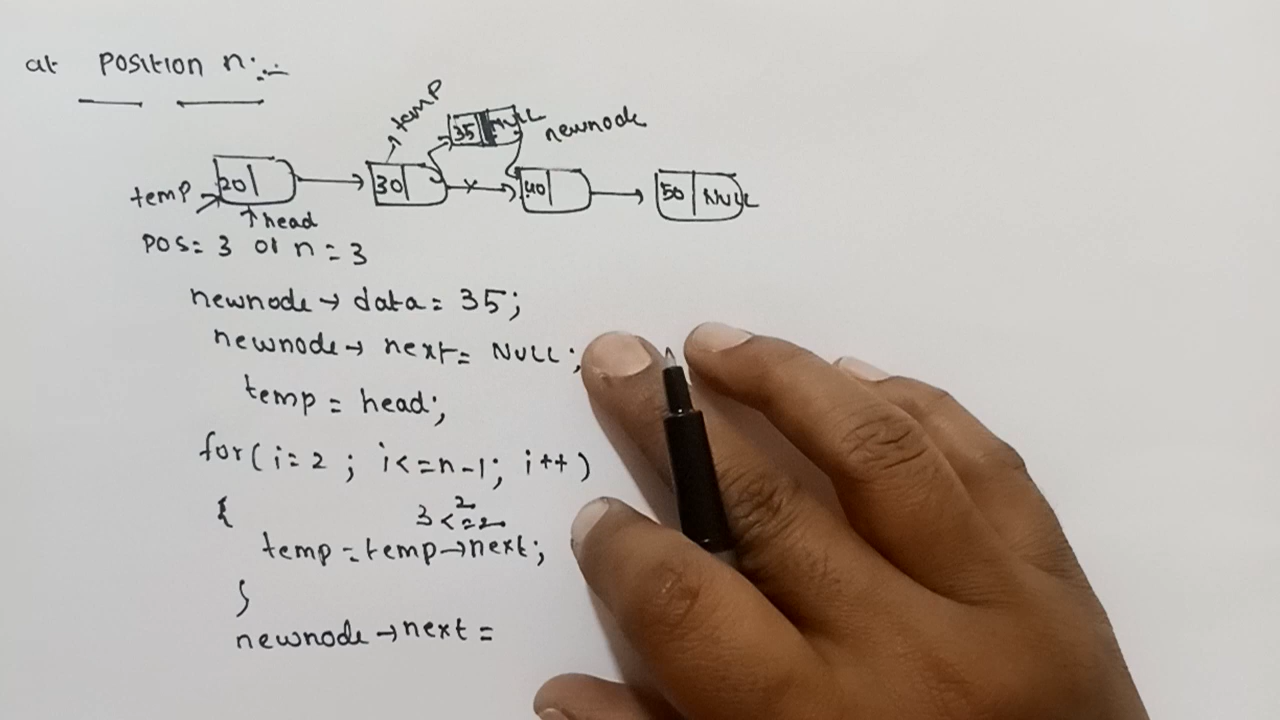 at position n:-
temp
35 NULL newnode
20 30 40 50 NULL
temp
head
pos= 3 or n = 3
newnode → data = 35;
newnode → next = NULL;
temp = head;
for( i=2 ; i<=n-1; i++)
{
3<=2
2
temp = temp→next;
}
newnode →next =